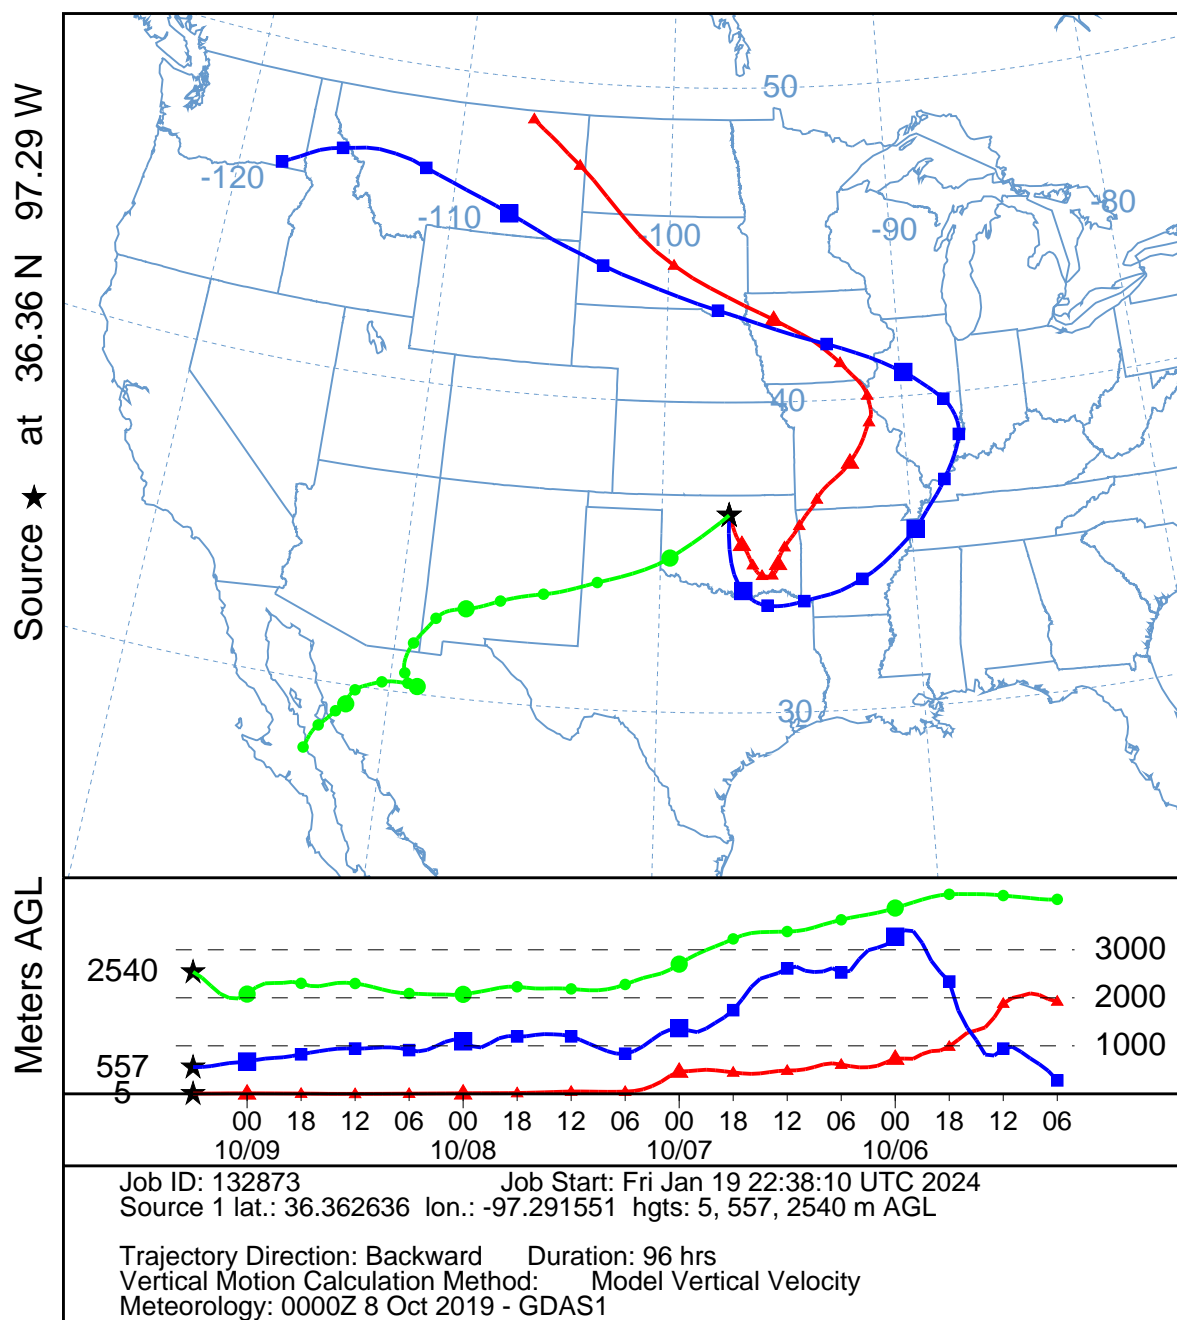 Source ★ at 36.36 N 97.29 W
50
-120
-80
-110
-100
-90
40
30
Meters AGL
3000
2540
2000
1000
557
5
00 18 12 06 00 18 12 06 00 18 12 06 00 18 12 06
10/09 10/08 10/07 10/06
Job ID: 132873 Job Start: Fri Jan 19 22:38:10 UTC 2024
Source 1 lat.: 36.362636 lon.: -97.291551 hgts: 5, 557, 2540 m AGL
Trajectory Direction: Backward Duration: 96 hrs
Vertical Motion Calculation Method: Model Vertical Velocity
Meteorology: 0000Z 8 Oct 2019 - GDAS1